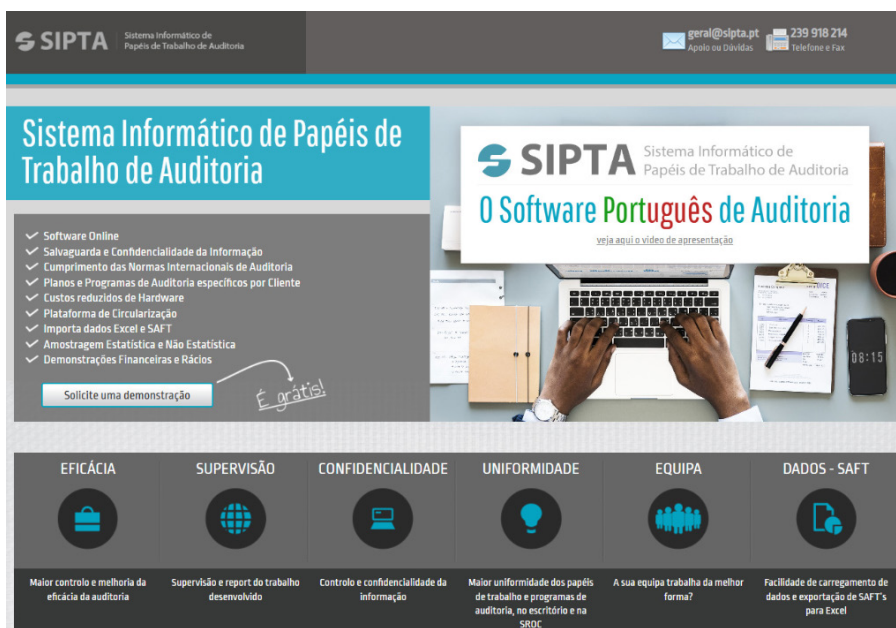 SIPTA
Sistema Informático de
Papéis de Trabalho de Auditoria
geral@sipta.pt
Apoio ou Dúvidas
239 918 214
Telefone e Fax
Sistema Informático de Papéis de
Trabalho de Auditoria
Software Online
Salvaguarda e Confidencialidade da Informação
Cumprimento das Normas Internacionais de Auditoria
Planos e Programas de Auditoria específicos por Cliente
Custos reduzidos de Hardware
Plataforma de Circularização
Importa dados Excel e SAFT
Amostragem Estatística e Não Estatística
Demonstrações Financeiras e Rácios
Solicite uma demonstração
É grátis!
SIPTA
Sistema Informático de
Papéis de Trabalho de Auditoria
O Software Português de Auditoria
veja aqui o video de apresentação
08:15
EFICÁCIA
Maior controlo e melhoria da
eficácia da auditoria
SUPERVISÃO
Supervisão e report do trabalho
desenvolvido
CONFIDENCIALIDADE
Controlo e confidencialidade da
informação
UNIFORMIDADE
Maior uniformidade dos papéis
de trabalho e programas de
auditoria, no escritório e na
SROC
EQUIPA
A sua equipa trabalha da melhor
forma?
DADOS - SAFT
Facilidade de carregamento de
dados e exportação de SAFT's
para Excel